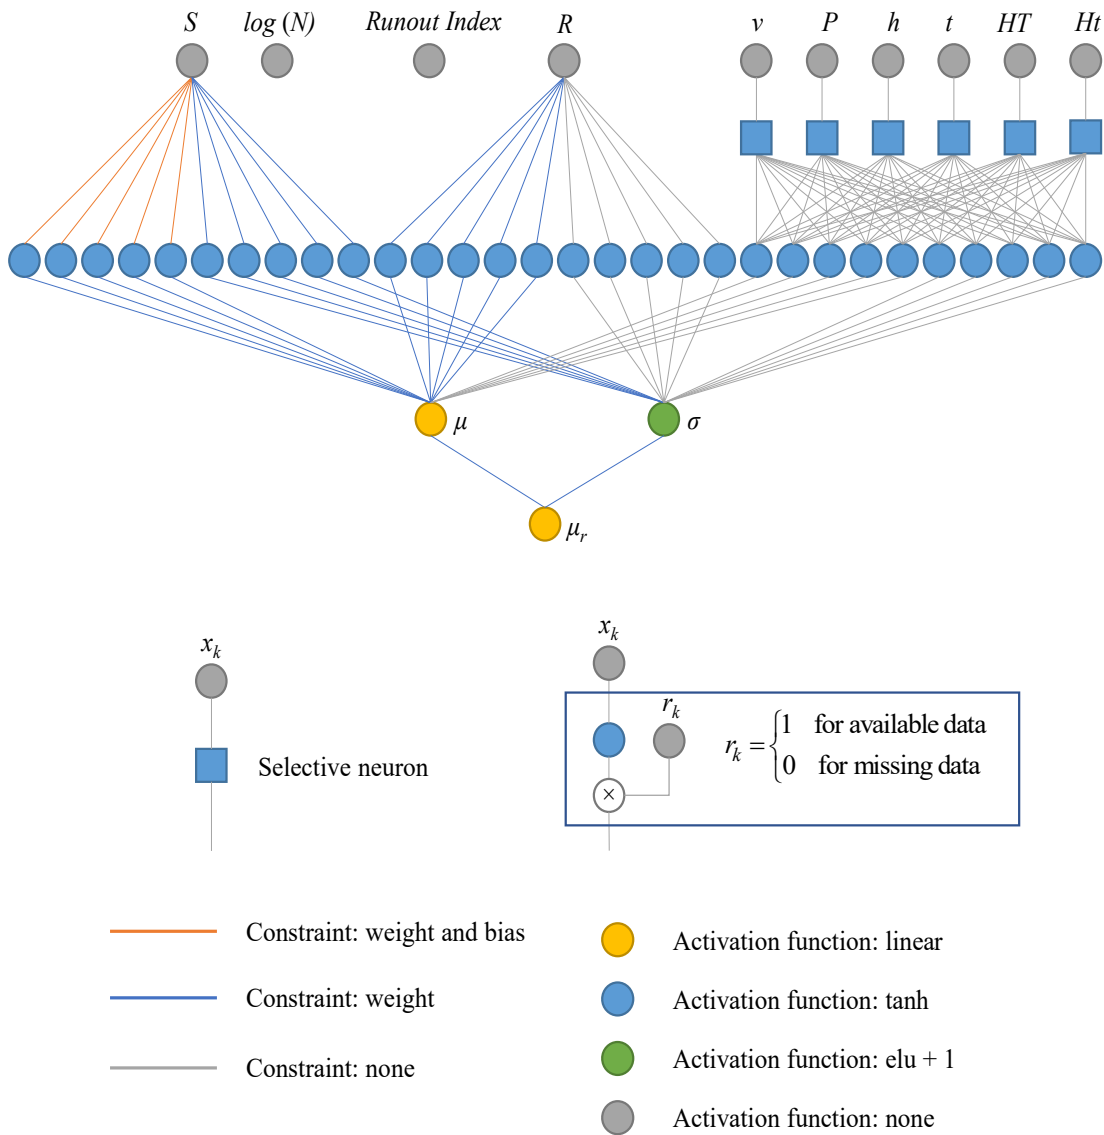 S log (N) Runout Index R v P h t HT Ht
μ σ
μr
xk xk
rk
rk = { 1 for available data
0 for missing data
Selective neuron
×
Constraint: weight and bias
Activation function: linear
Constraint: weight
Activation function: tanh
Constraint: none
Activation function: elu + 1
Activation function: none